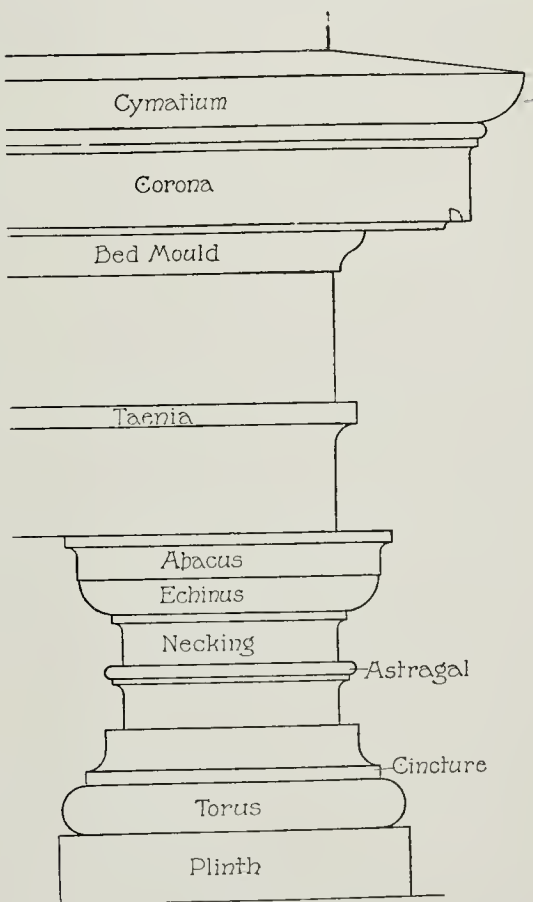 Cymatium
Corona
Bed Mould
Taenia
Abacus
Echinus
Necking
Astragal
Cincture
Torus
Plinth